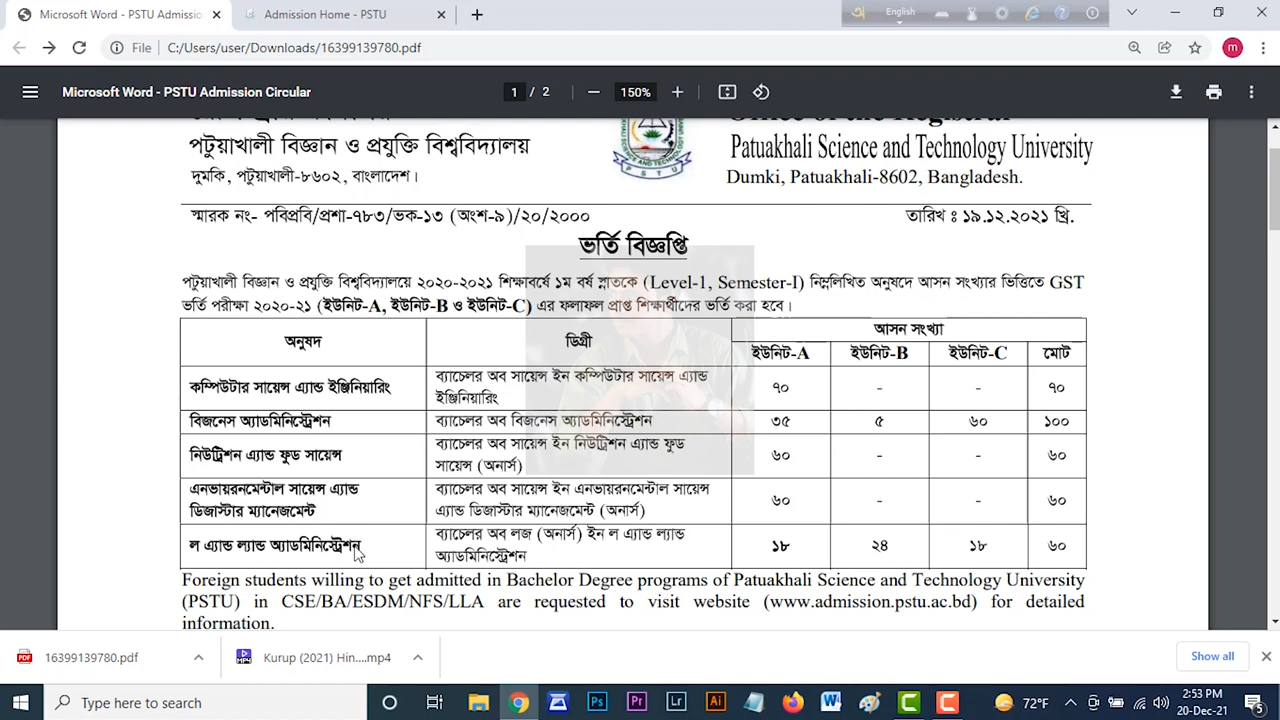 Microsoft Word - PSTU Admissio
Admission Home - PSTU
English
File C:/Users/user/Downloads/16399139780.pdf
Microsoft Word - PSTU Admission Circular
1 / 2
150%
Office of the Registrar
পটুয়াখালী বিজ্ঞান ও প্রযুক্তি বিশ্ববিদ্যালয়
Patuakhali Science and Technology University
দুমকি, পটুয়াখালী-৮৬০২, বাংলাদেশ।
Dumki, Patuakhali-8602, Bangladesh.
PSTU
স্মারক নং- পবিপ্রবি/প্রশা-৭৮৩/ভক-১৩ (অংশ-৯)/২০/২০০০
তারিখ ঃ ১৯.১২.২০২১ খ্রি.
ভর্তি বিজ্ঞপ্তি
পটুয়াখালী বিজ্ঞান ও প্রযুক্তি বিশ্ববিদ্যালয়ে ২০২০-২০২১ শিক্ষাবর্ষে ১ম বর্ষ স্নাতকে (Level-1, Semester-I) নিম্নলিখিত অনুষদে আসন সংখ্যার ভিত্তিতে GST
ভর্তি পরীক্ষা ২০২০-২১ (ইউনিট-A, ইউনিট-B ও ইউনিট-C) এর ফলাফল প্রাপ্ত শিক্ষার্থীদের ভর্তি করা হবে।
অনুষদ ডিগ্রী আসন সংখ্যা
ইউনিট-A ইউনিট-B ইউনিট-C মোট
কম্পিউটার সায়েন্স এ্যান্ড ইঞ্জিনিয়ারিং ব্যাচেলর অব সায়েন্স ইন কম্পিউটার সায়েন্স এ্যান্ড
ইঞ্জিনিয়ারিং ৭০ - - ৭০
বিজনেস অ্যাডমিনিস্ট্রেশন ব্যাচেলর অব বিজনেস অ্যাডমিনিস্ট্রেশন ৩৫ ৫ ৬০ ১০০
নিউট্রিশন এ্যান্ড ফুড সায়েন্স ব্যাচেলর অব সায়েন্স ইন নিউট্রিশন এ্যান্ড ফুড
সায়েন্স (অনার্স) ৬০ - - ৬০
এনভায়রনমেন্টাল সায়েন্স এ্যান্ড ব্যাচেলর অব সায়েন্স ইন এনভায়রনমেন্টাল সায়েন্স
ডিজাস্টার ম্যানেজমেন্ট এ্যান্ড ডিজাস্টার ম্যানেজমেন্ট (অনার্স) ৬০ - - ৬০
ল এ্যান্ড ল্যান্ড অ্যাডমিনিস্ট্রেশন ব্যাচেলর অব লজ (অনার্স) ইন ল এ্যান্ড ল্যান্ড
অ্যাডমিনিস্ট্রেশন ১৮ ২৪ ১৮ ৬০
Foreign students willing to get admitted in Bachelor Degree programs of Patuakhali Science and Technology University
(PSTU) in CSE/BA/ESDM/NFS/LLA are requested to visit website (www.admission.pstu.ac.bd) for detailed
information.
16399139780.pdf
Kurup (2021) Hin....mp4
Show all
Type here to search
72°F
2:53 PM
20-Dec-21
5